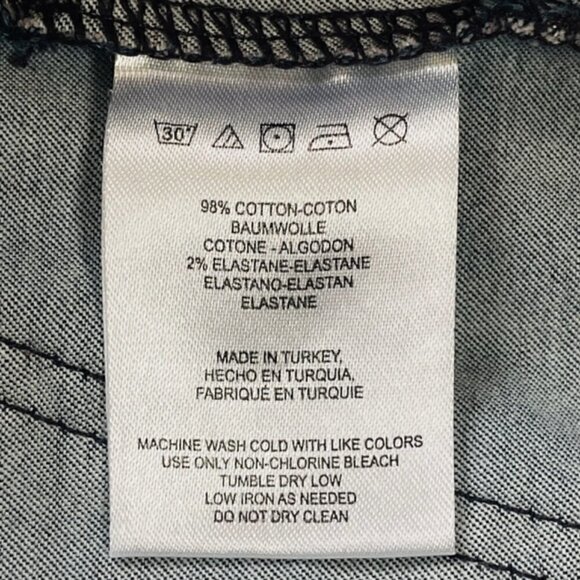 30°
98% COTTON-COTON
BAUMWOLLE
COTONE - ALGODON
2% ELASTANE-ELASTANE
ELASTANO-ELASTAN
ELASTANE
MADE IN TURKEY,
HECHO EN TURQUIA,
FABRIQUÉ EN TURQUIE
MACHINE WASH COLD WITH LIKE COLORS
USE ONLY NON-CHLORINE BLEACH
TUMBLE DRY LOW
LOW IRON AS NEEDED
DO NOT DRY CLEAN